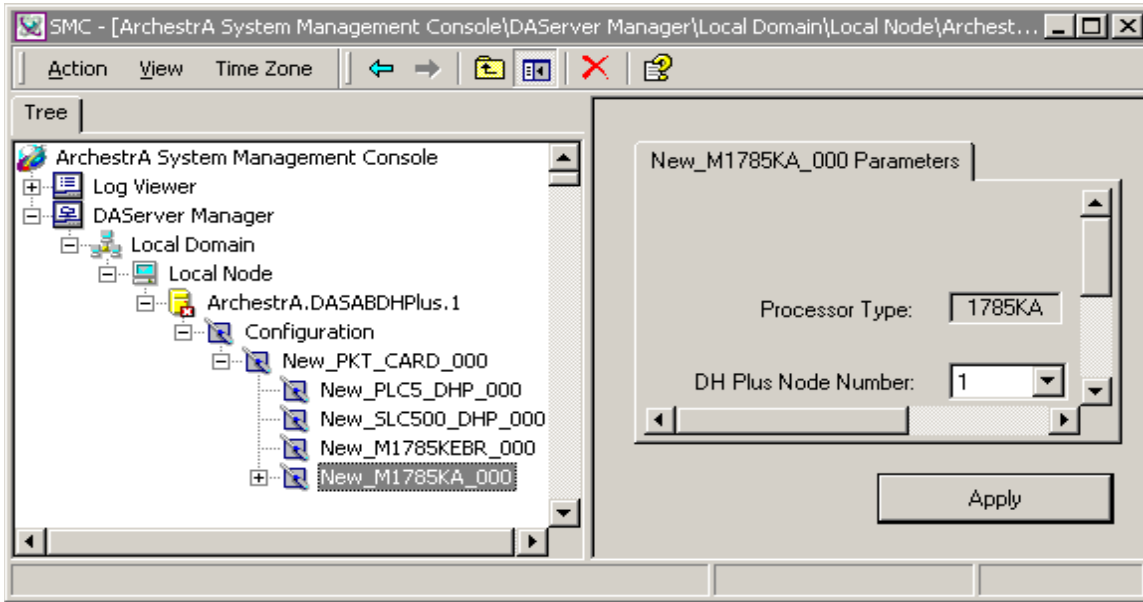 SMC - [ArchestrA System Management Console\DAServer Manager\Local Domain\Local Node\Archest...
Action View Time Zone
Tree
ArchestrA System Management Console
Log Viewer
DAServer Manager
Local Domain
Local Node
ArchestrA.DASABDHPlus.1
Configuration
New_PKT_CARD_000
New_PLC5_DHP_000
New_SLC500_DHP_000
New_M1785KEBR_000
New_M1785KA_000
New_M1785KA_000 Parameters
Processor Type: 1785KA
DH Plus Node Number: 1
Apply